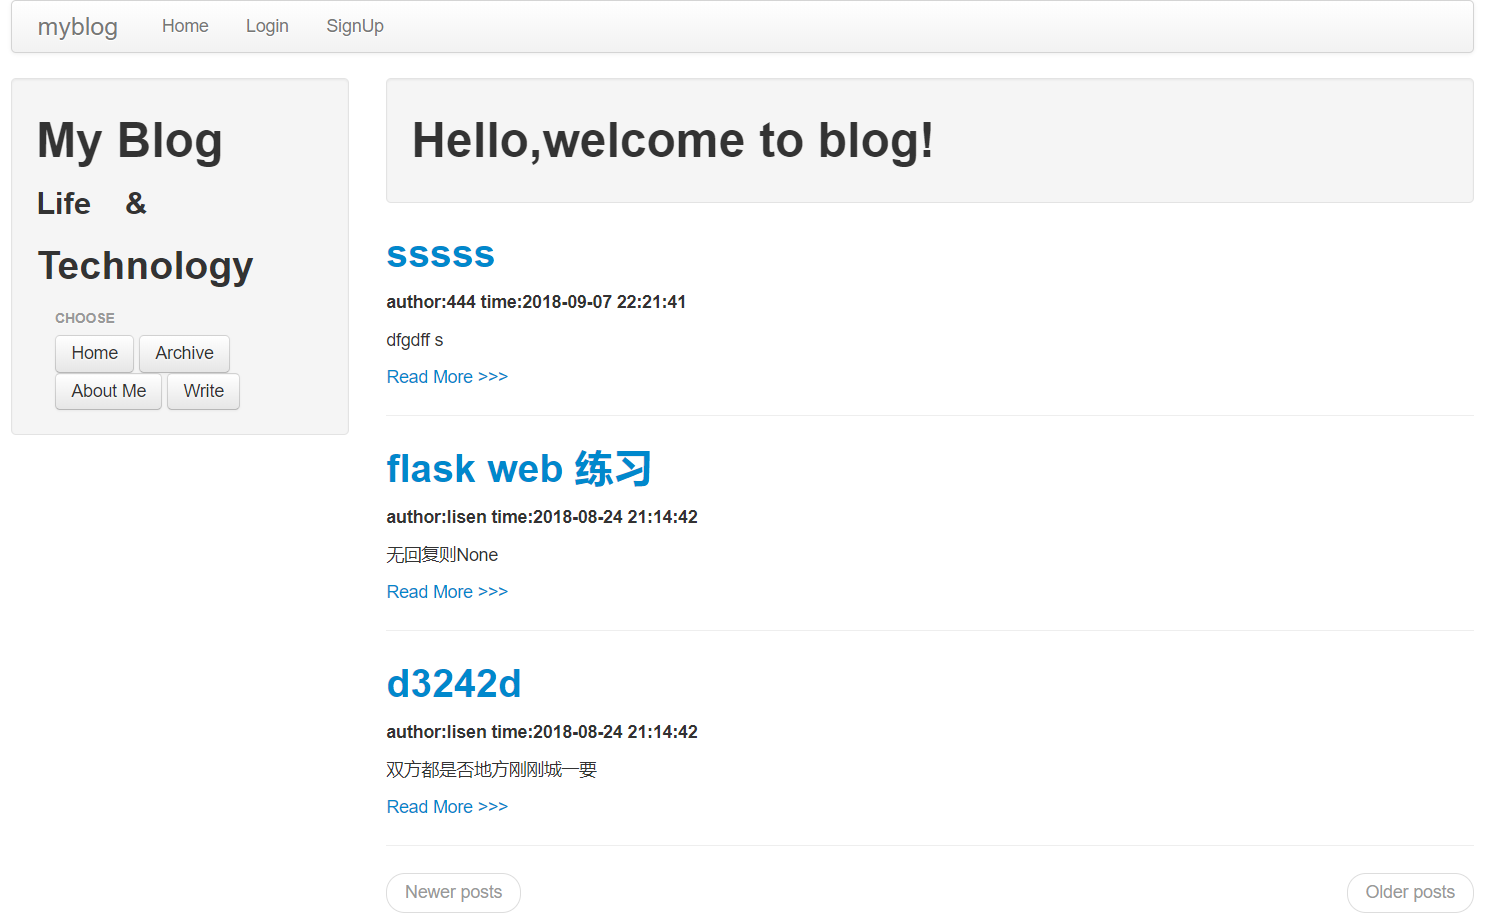 myblog Home Login SignUp
My Blog
Life &
Technology
CHOOSE
Home Archive
About Me Write
Hello,welcome to blog!
sssss
author:444 time:2018-09-07 22:21:41
dfgdff s
Read More >>>
flask web 练习
author:lisen time:2018-08-24 21:14:42
无回复则None
Read More >>>
d3242d
author:lisen time:2018-08-24 21:14:42
双方都是否地方刚刚城一要
Read More >>>
Newer posts Older posts